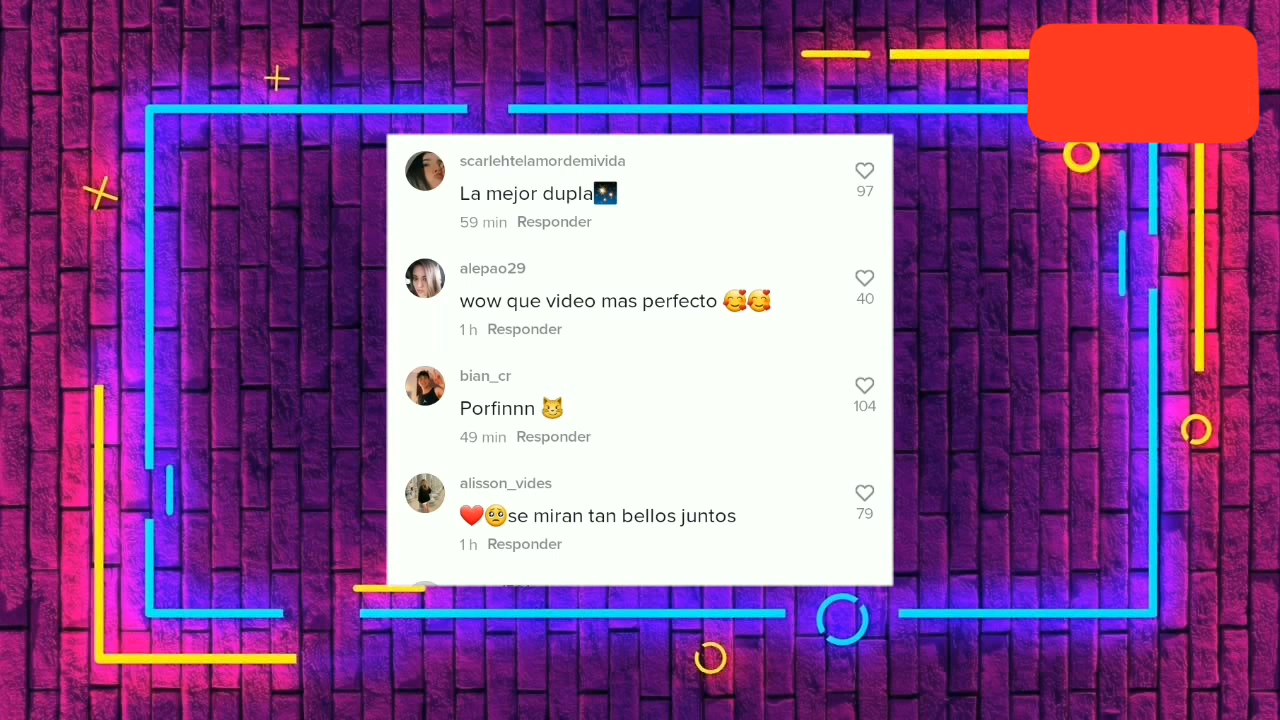 scarlehtelamordemivida
La mejor dupla🎇
97
59 min Responder
alepao29
wow que video mas perfecto 🥰🥰
40
1 h Responder
bian_cr
Porfinnn 😼
104
49 min Responder
alisson_vides
❤️🥺se miran tan bellos juntos
79
1 h Responder